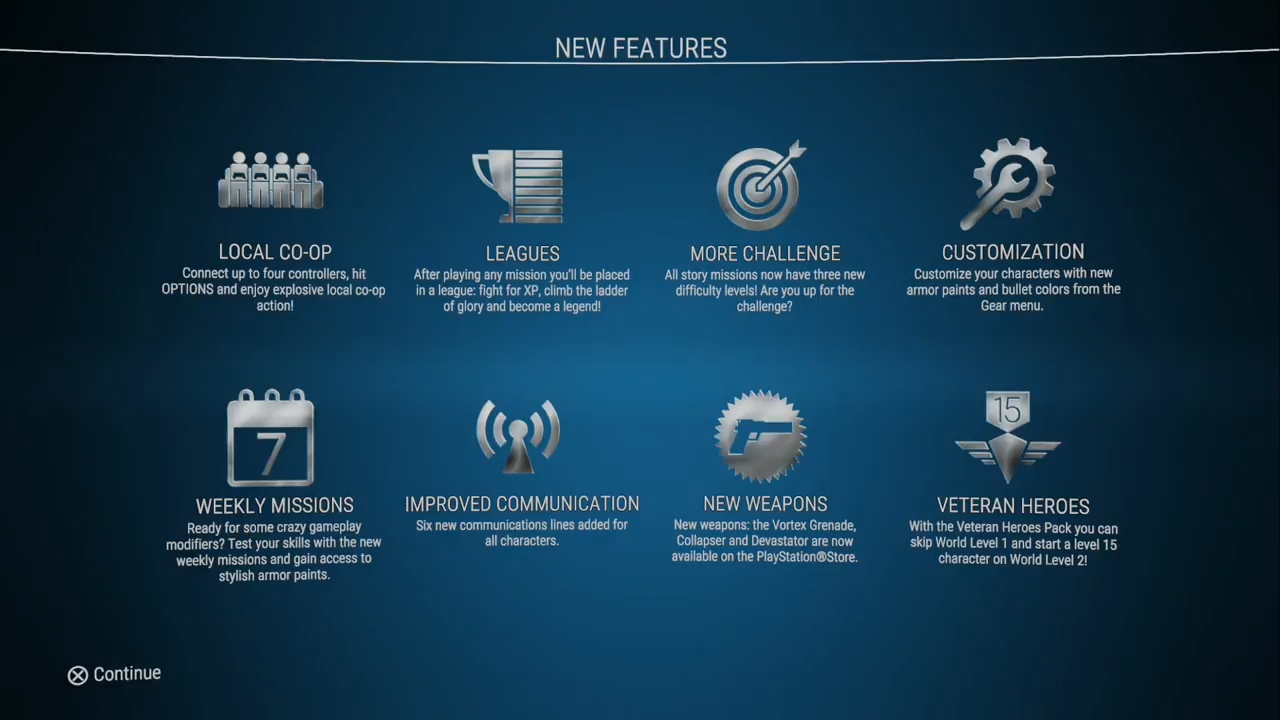 NEW FEATURES
LOCAL CO-OP
Connect up to four controllers, hit
OPTIONS and enjoy explosive local co-op
action!
LEAGUES
After playing any mission you'll be placed
in a league: fight for XP, climb the ladder
of glory and become a legend!
MORE CHALLENGE
All story missions now have three new
difficulty levels! Are you up for the
challenge?
CUSTOMIZATION
Customize your characters with new
armor paints and bullet colors from the
Gear menu.
7
WEEKLY MISSIONS
Ready for some crazy gameplay
modifiers? Test your skills with the new
weekly missions and gain access to
stylish armor paints.
IMPROVED COMMUNICATION
Six new communications lines added for
all characters.
NEW WEAPONS
New weapons: the Vortex Grenade,
Collapser and Devastator are now
available on the PlayStation®Store.
15
VETERAN HEROES
With the Veteran Heroes Pack you can
skip World Level 1 and start a level 15
character on World Level 2!
Continue